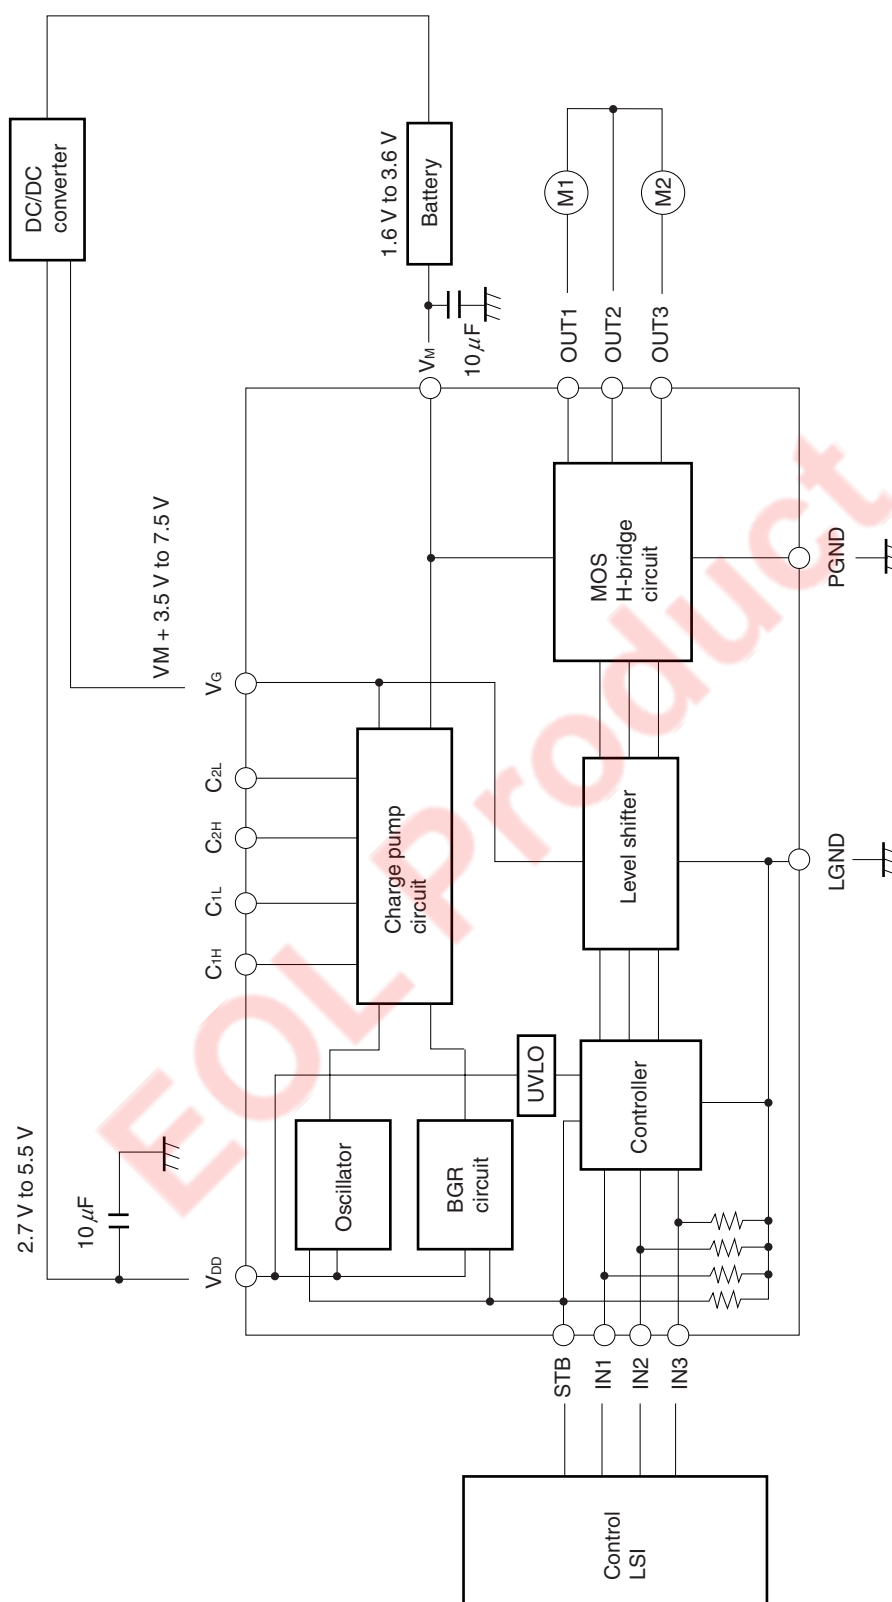 DC/DC
converter
1.6 V to 3.6 V
Battery
M1
M2
10 μF
VM
OUT1
OUT2
OUT3
VM + 3.5 V to 7.5 V
VG
C2L
C2H
C1L
C1H
MOS
H-bridge
circuit
PGND
Charge pump
circuit
Level shifter
LGND
UVLO
Controller
2.7 V to 5.5 V
10 μF
VDD
Oscillator
BGR
circuit
STB
IN1
IN2
IN3
Control
LSI
EOL Product